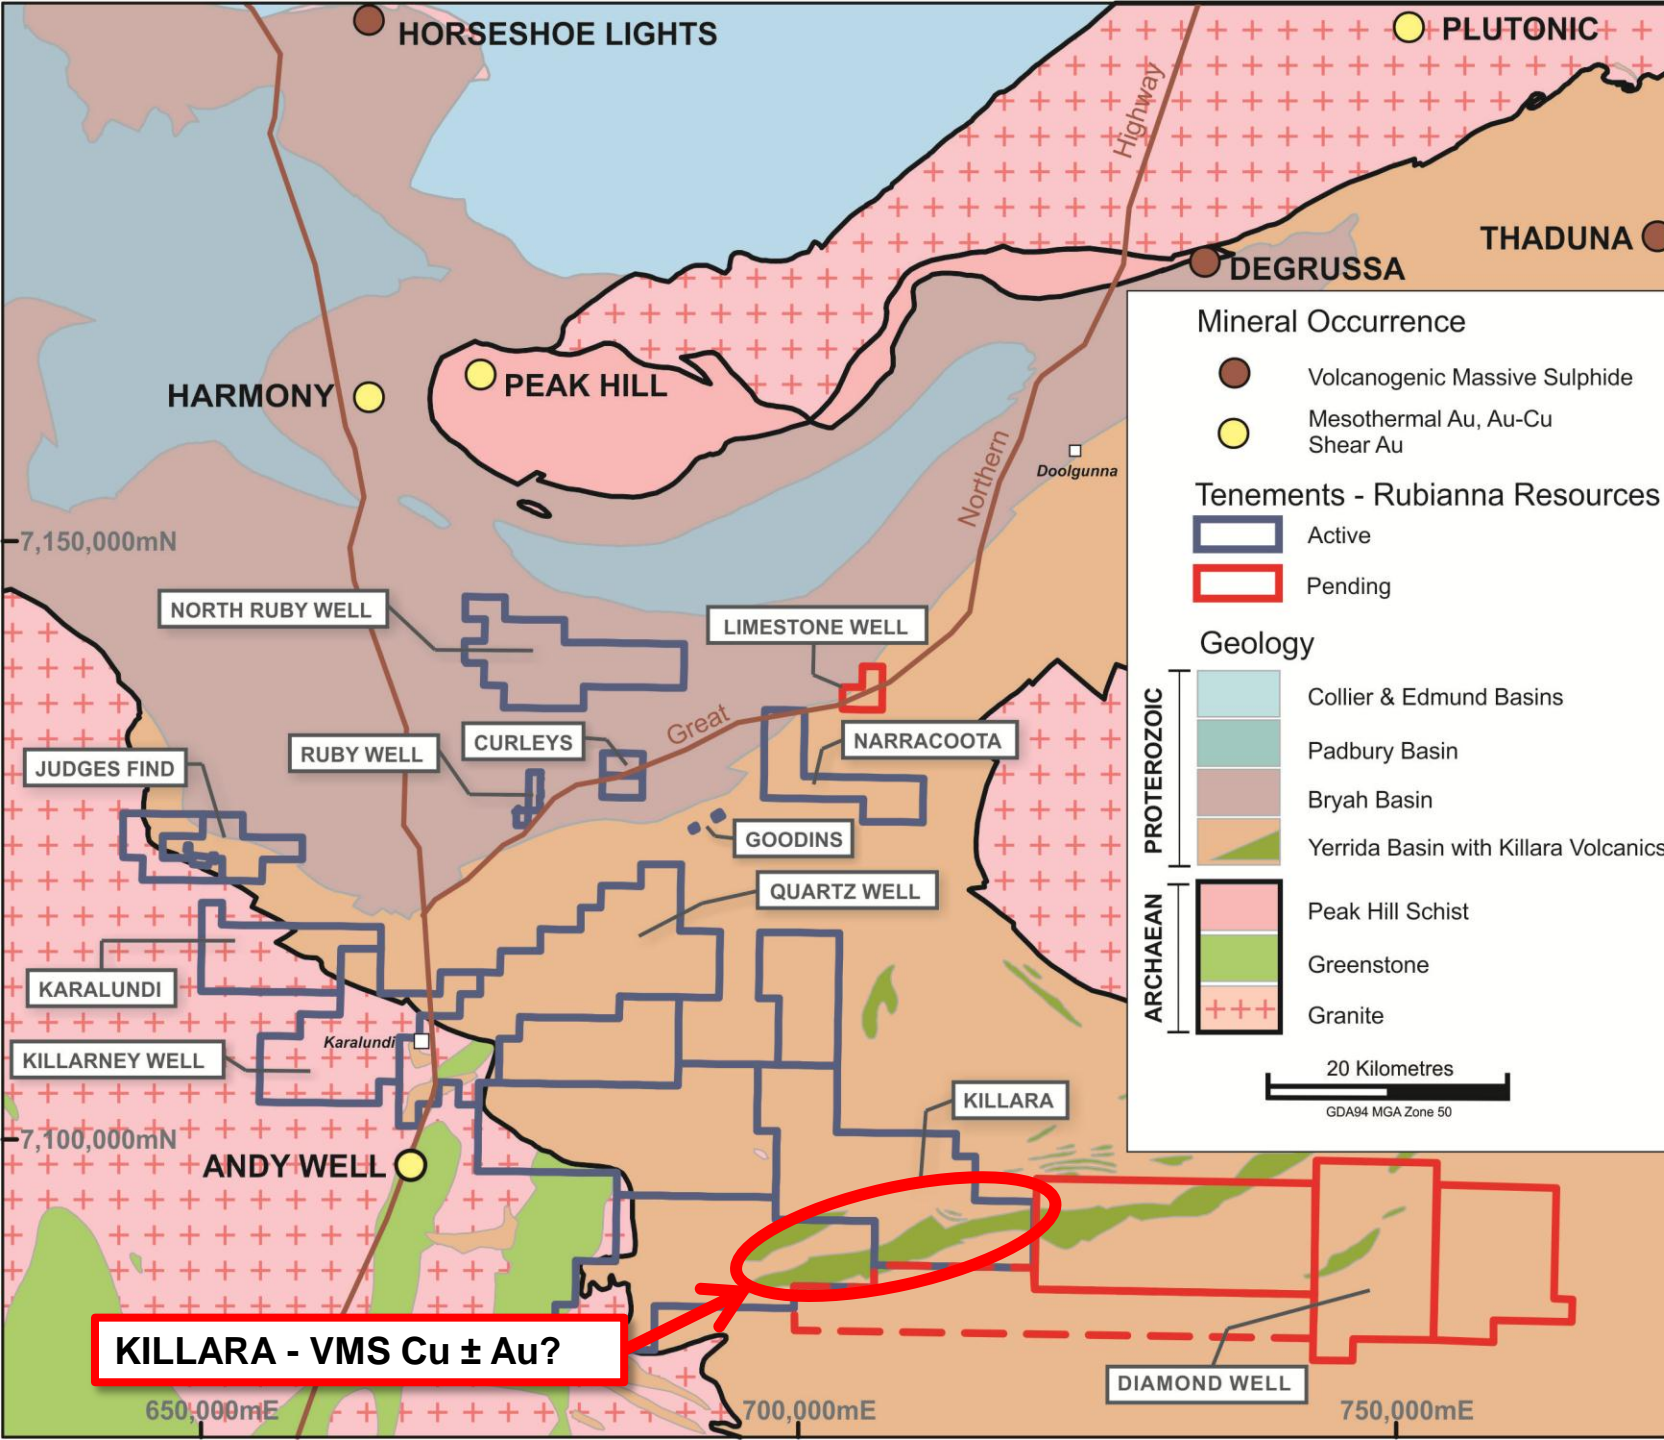 HORSESHOE LIGHTS
PLUTONIC
Highway
THADUNA
DEGRUSSA
HARMONY
PEAK HILL
Doolgunna
Northern
7,150,000mN
NORTH RUBY WELL
LIMESTONE WELL
Great
CURLEYS
RUBY WELL
NARRACOOTA
JUDGES FIND
GOODINS
QUARTZ WELL
KARALUNDI
Karalundi
KILLARNEY WELL
KILLARA
7,100,000mN
ANDY WELL
KILLARA - VMS Cu ± Au?
DIAMOND WELL
650,000mE
700,000mE
750,000mE
Mineral Occurrence
Volcanogenic Massive Sulphide
Mesothermal Au, Au-Cu
Shear Au
Tenements - Rubianna Resources
Active
Pending
Geology
PROTEROZOIC
Collier & Edmund Basins
Padbury Basin
Bryah Basin
Yerrida Basin with Killara Volcanics
ARCHAEAN
Peak Hill Schist
Greenstone
Granite
20 Kilometres
GDA94 MGA Zone 50